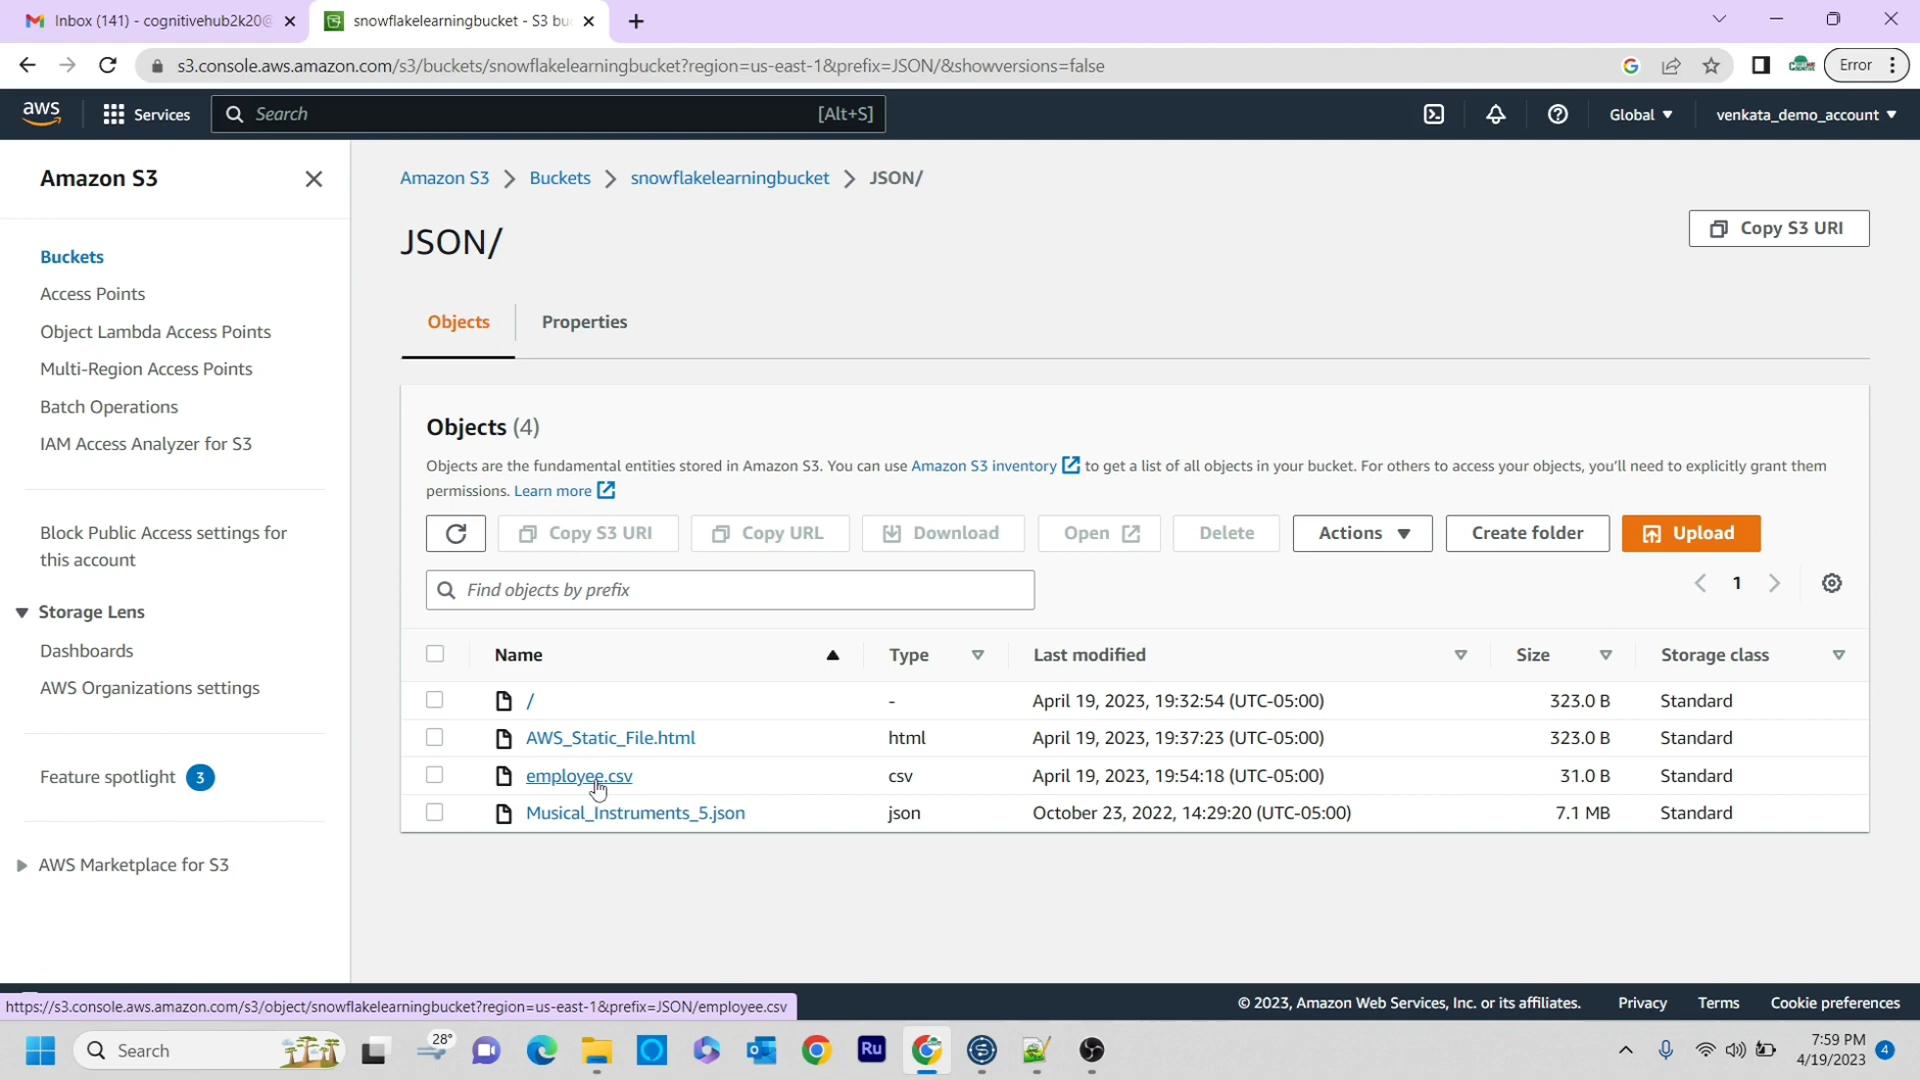 Inbox (141) - cognitivehub2k20@
snowflakelearningbucket - S3 bu
s3.console.aws.amazon.com/s3/buckets/snowflakelearningbucket?region=us-east-1&prefix=JSON/&showversions=false
Error
aws
Services
Search
[Alt+S]
Global
venkata_demo_account
Amazon S3
Buckets
Access Points
Object Lambda Access Points
Multi-Region Access Points
Batch Operations
IAM Access Analyzer for S3
Block Public Access settings for
this account
Storage Lens
Dashboards
AWS Organizations settings
Feature spotlight 3
AWS Marketplace for S3
Amazon S3 > Buckets > snowflakelearningbucket > JSON/
JSON/
Copy S3 URI
Objects
Properties
Objects (4)
Objects are the fundamental entities stored in Amazon S3. You can use Amazon S3 inventory to get a list of all objects in your bucket. For others to access your objects, you'll need to explicitly grant them
permissions. Learn more
Copy S3 URI
Copy URL
Download
Open
Delete
Actions
Create folder
Upload
Find objects by prefix
1
Name Type Last modified Size Storage class
/ - April 19, 2023, 19:32:54 (UTC-05:00) 323.0 B Standard
AWS_Static_File.html html April 19, 2023, 19:37:23 (UTC-05:00) 323.0 B Standard
employee.csv csv April 19, 2023, 19:54:18 (UTC-05:00) 31.0 B Standard
Musical_Instruments_5.json json October 23, 2022, 14:29:20 (UTC-05:00) 7.1 MB Standard
https://s3.console.aws.amazon.com/s3/object/snowflakelearningbucket?region=us-east-1&prefix=JSON/employee.csv
© 2023, Amazon Web Services, Inc. or its affiliates.
Privacy
Terms
Cookie preferences
Search
28°
Ru
7:59 PM
4/19/2023
4